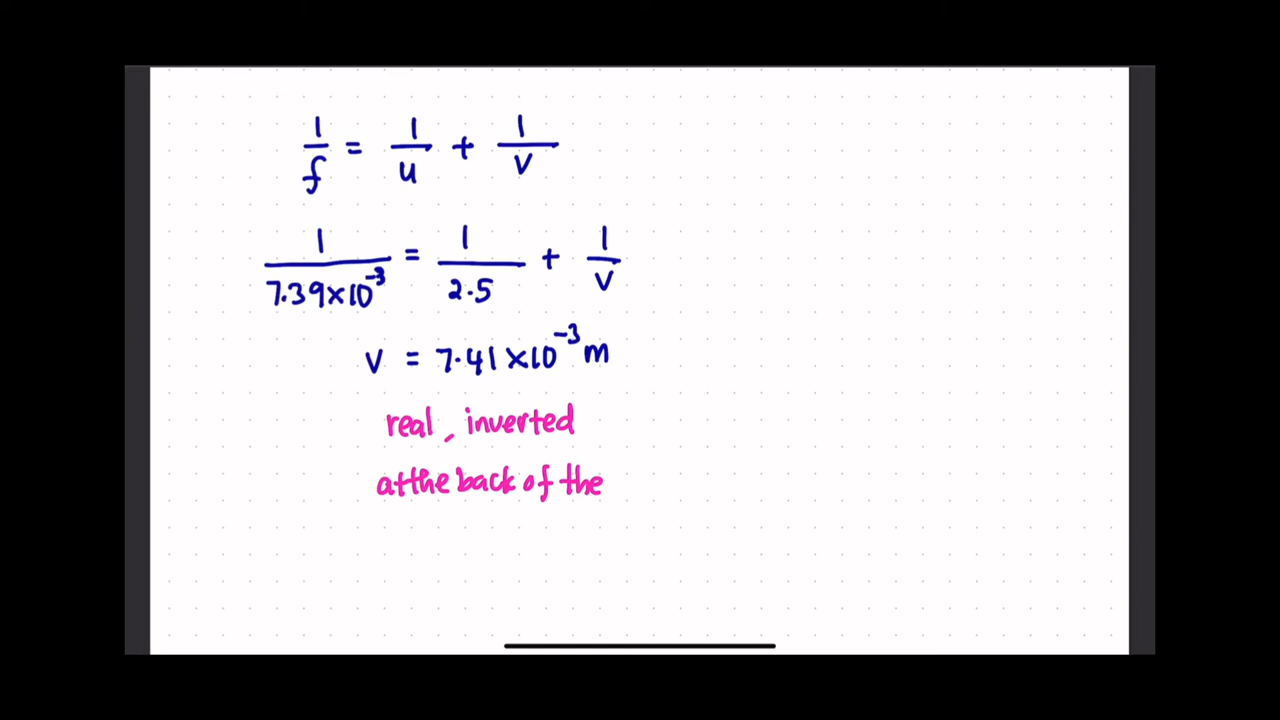 1/f = 1/u + 1/v
1/7.39×10⁻³ = 1/2.5 + 1/v
v = 7.41×10⁻³ m
real, inverted
at the back of the